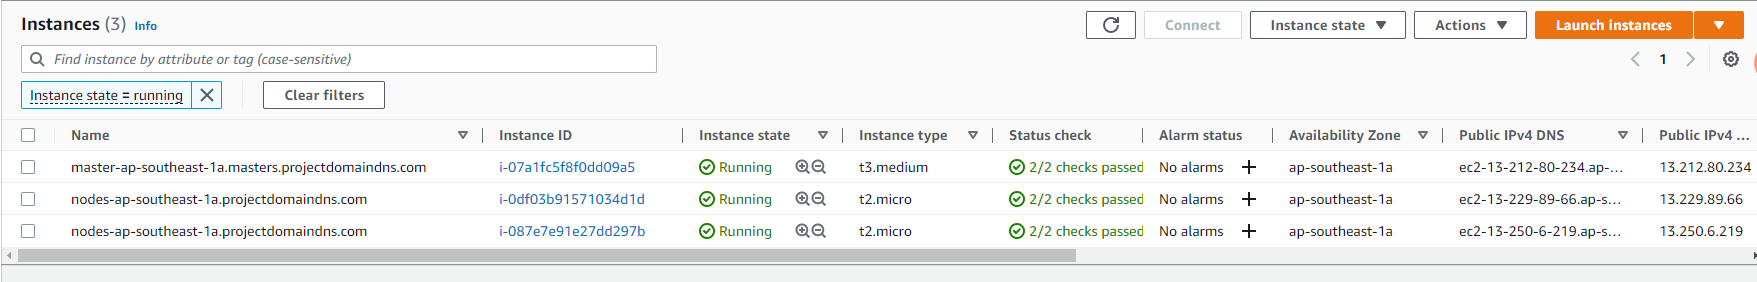 Instances (3) Info Connect Instance state Actions Launch instances
Find instance by attribute or tag (case-sensitive) 1
Instance state = running Clear filters
Name Instance ID Instance state Instance type Status check Alarm status Availability Zone Public IPv4 DNS Public IPv4 ...
master-ap-southeast-1a.masters.projectdomaindns.com i-07a1fc5f8f0dd09a5 Running t3.medium 2/2 checks passed No alarms + ap-southeast-1a ec2-13-212-80-234.ap-... 13.212.80.234
nodes-ap-southeast-1a.projectdomaindns.com i-0df03b91571034d1d Running t2.micro 2/2 checks passed No alarms + ap-southeast-1a ec2-13-229-89-66.ap-s... 13.229.89.66
nodes-ap-southeast-1a.projectdomaindns.com i-087e7e91e27dd297b Running t2.micro 2/2 checks passed No alarms + ap-southeast-1a ec2-13-250-6-219.ap-s... 13.250.6.219